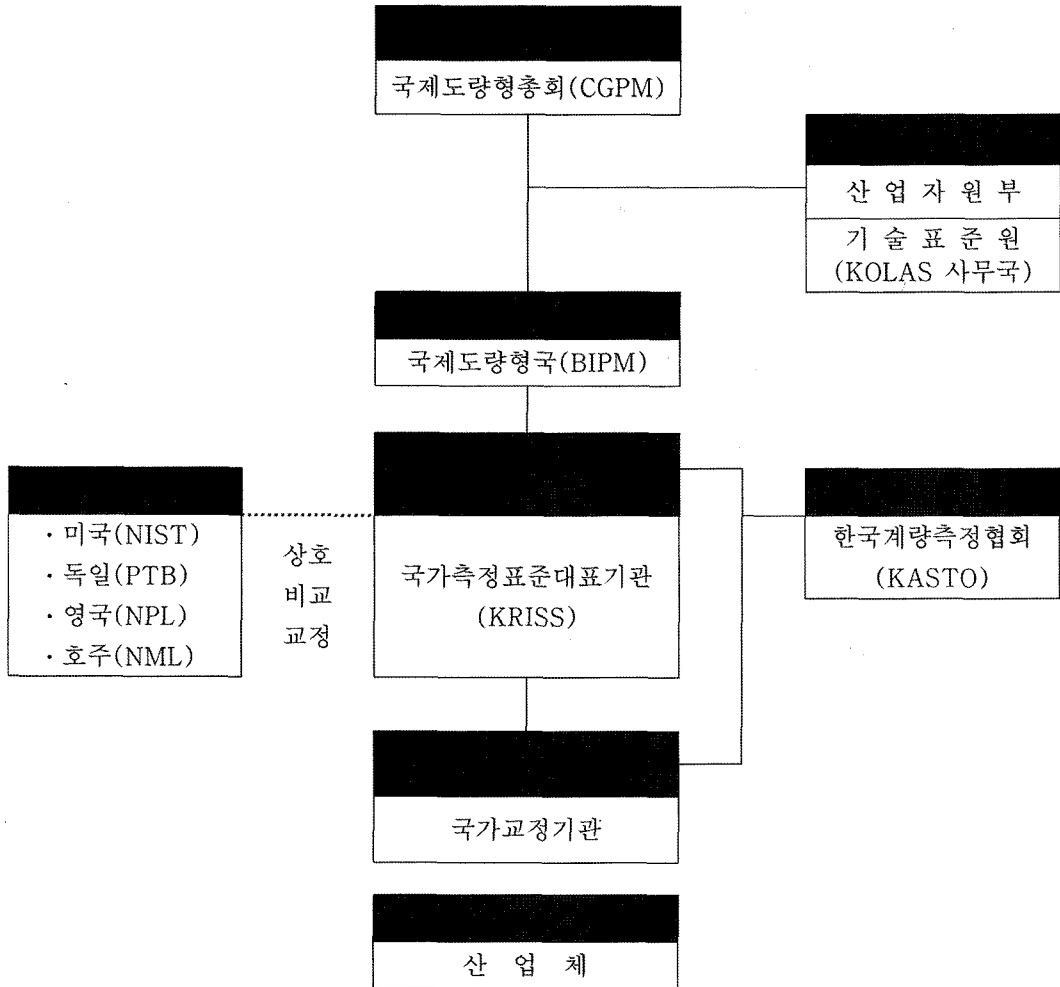 국제도량형총회(CGPM)
산 업 자 원 부
기 술 표 준 원
(KOLAS 사무국)
국제도량형국(BIPM)
· 미국(NIST)
· 독일(PTB)
· 영국(NPL)
· 호주(NML)
상호
비교
교정
국가측정표준대표기관
(KRISS)
한국계량측정협회
(KASTO)
국가교정기관
산 업 체